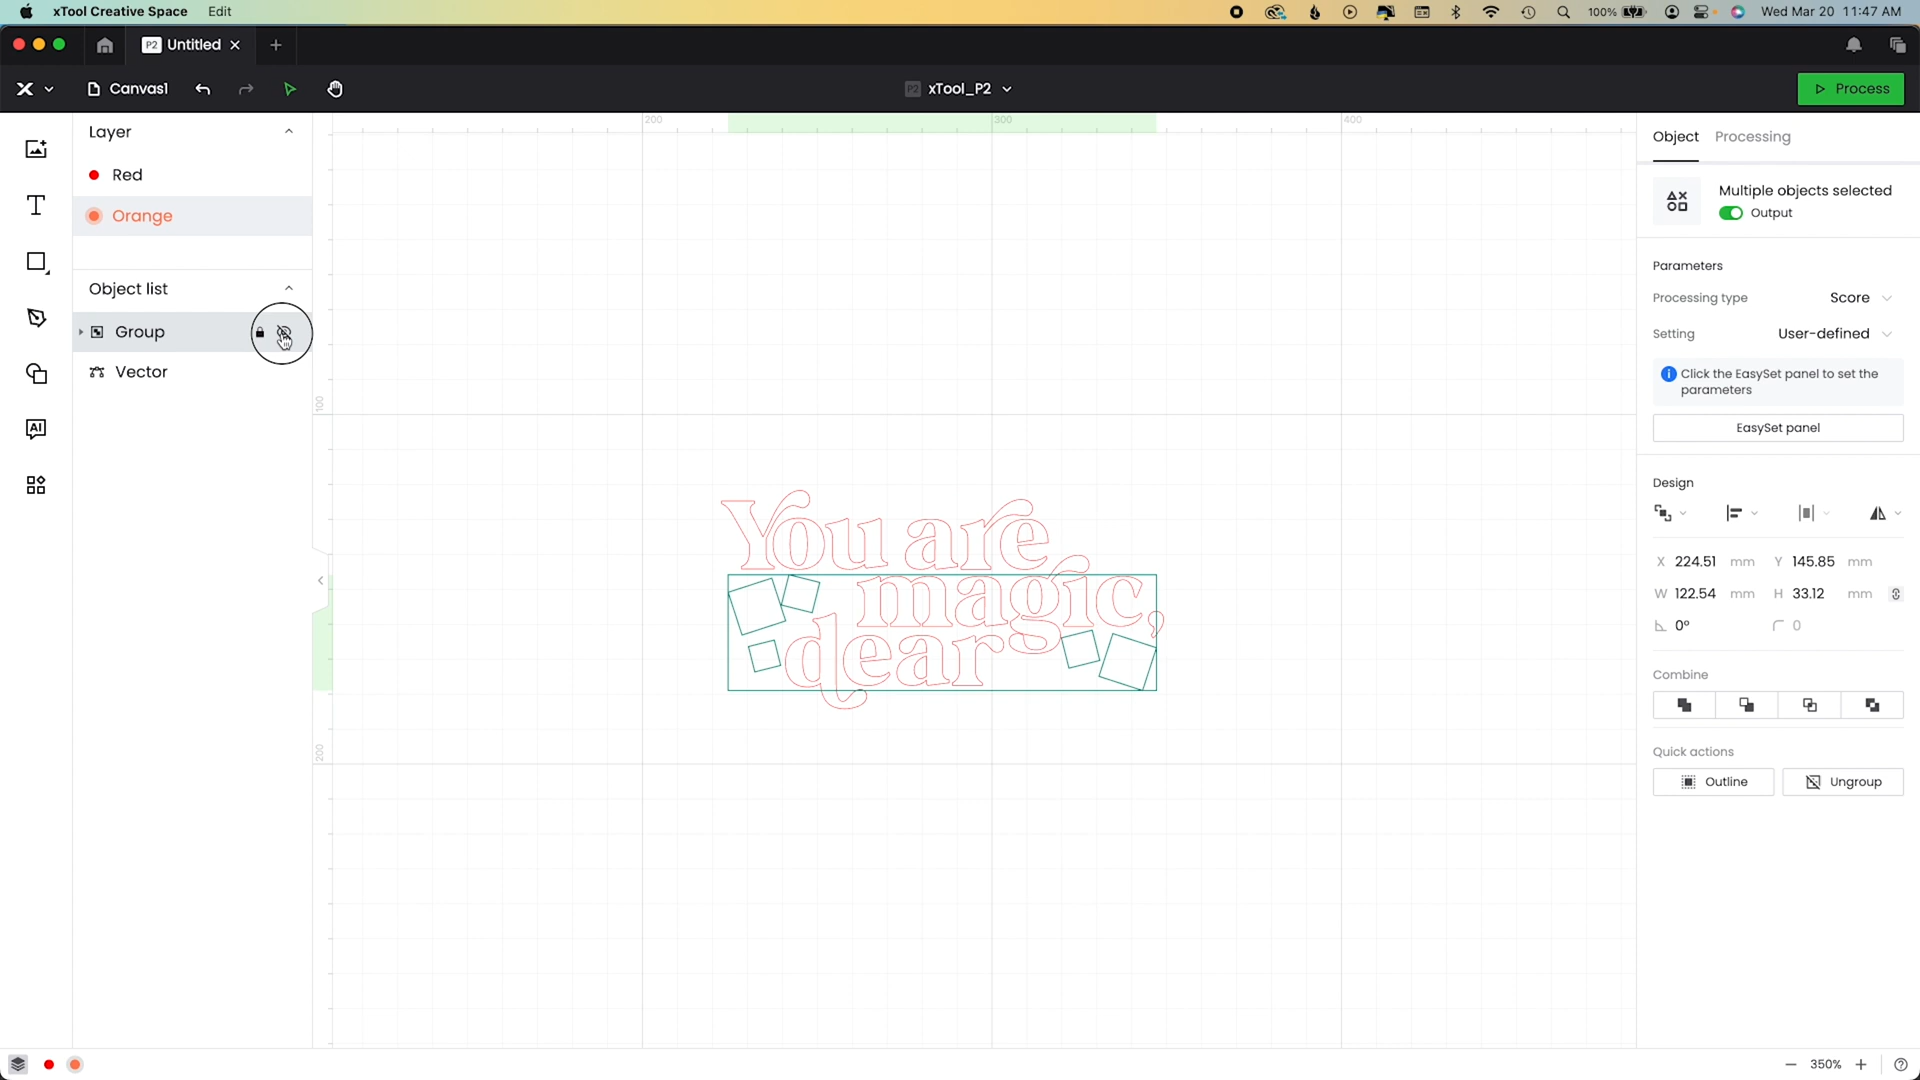 xTool Creative Space Edit 100% Wed Mar 20 11:47 AM
P2 Untitled
Canvas1 P2 xTool_P2 Process
Layer
Red
Orange
Object list
Group
Vector
AI
200 300 400
100
200
You are
magic,
dear
Object Processing
Multiple objects selected
Output
Parameters
Processing type Score
Setting User-defined
Click the EasySet panel to set the
parameters
EasySet panel
Design
X 224.51 mm Y 145.85 mm
W 122.54 mm H 33.12 mm
0° 0
Combine
Quick actions
Outline Ungroup
350%